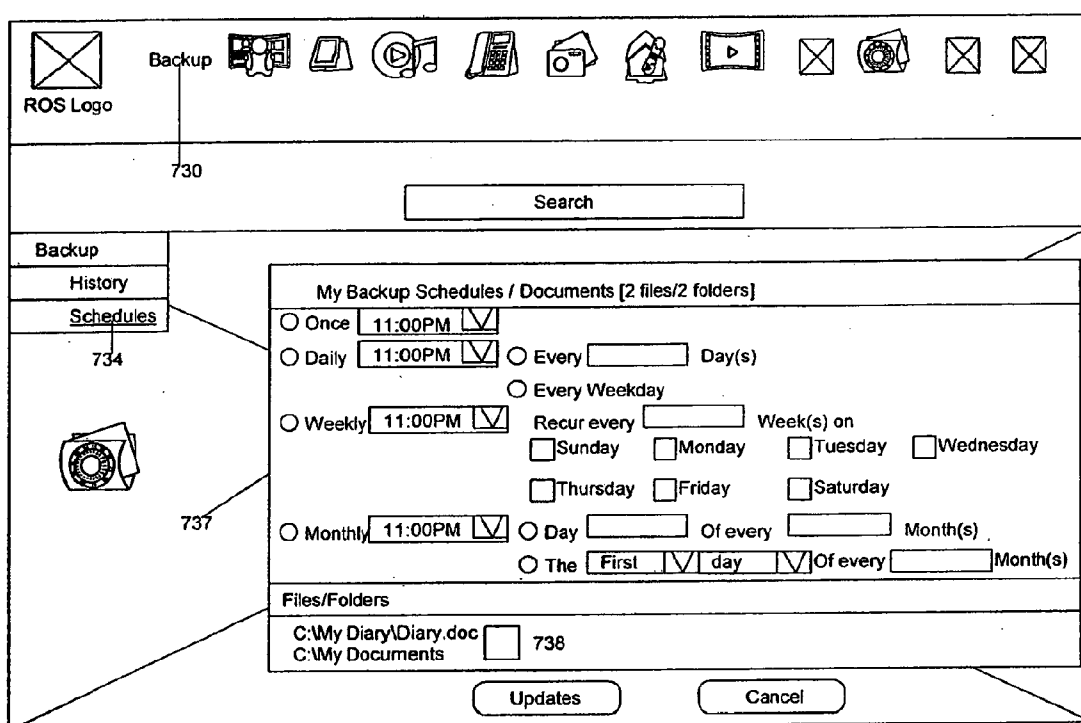 Backup
ROS Logo
730
Search
Backup
History
Schedules
734
737
My Backup Schedules / Documents [2 files/2 folders]
Once 11:00PM
Daily 11:00PM Every Day(s)
Every Weekday
Weekly 11:00PM Recur every Week(s) on
Sunday Monday Tuesday Wednesday
Thursday Friday Saturday
Monthly 11:00PM Day Of every Month(s)
The First day Of every Month(s)
Files/Folders
C:\My Diary\Diary.doc
C:\My Documents
738
Updates Cancel